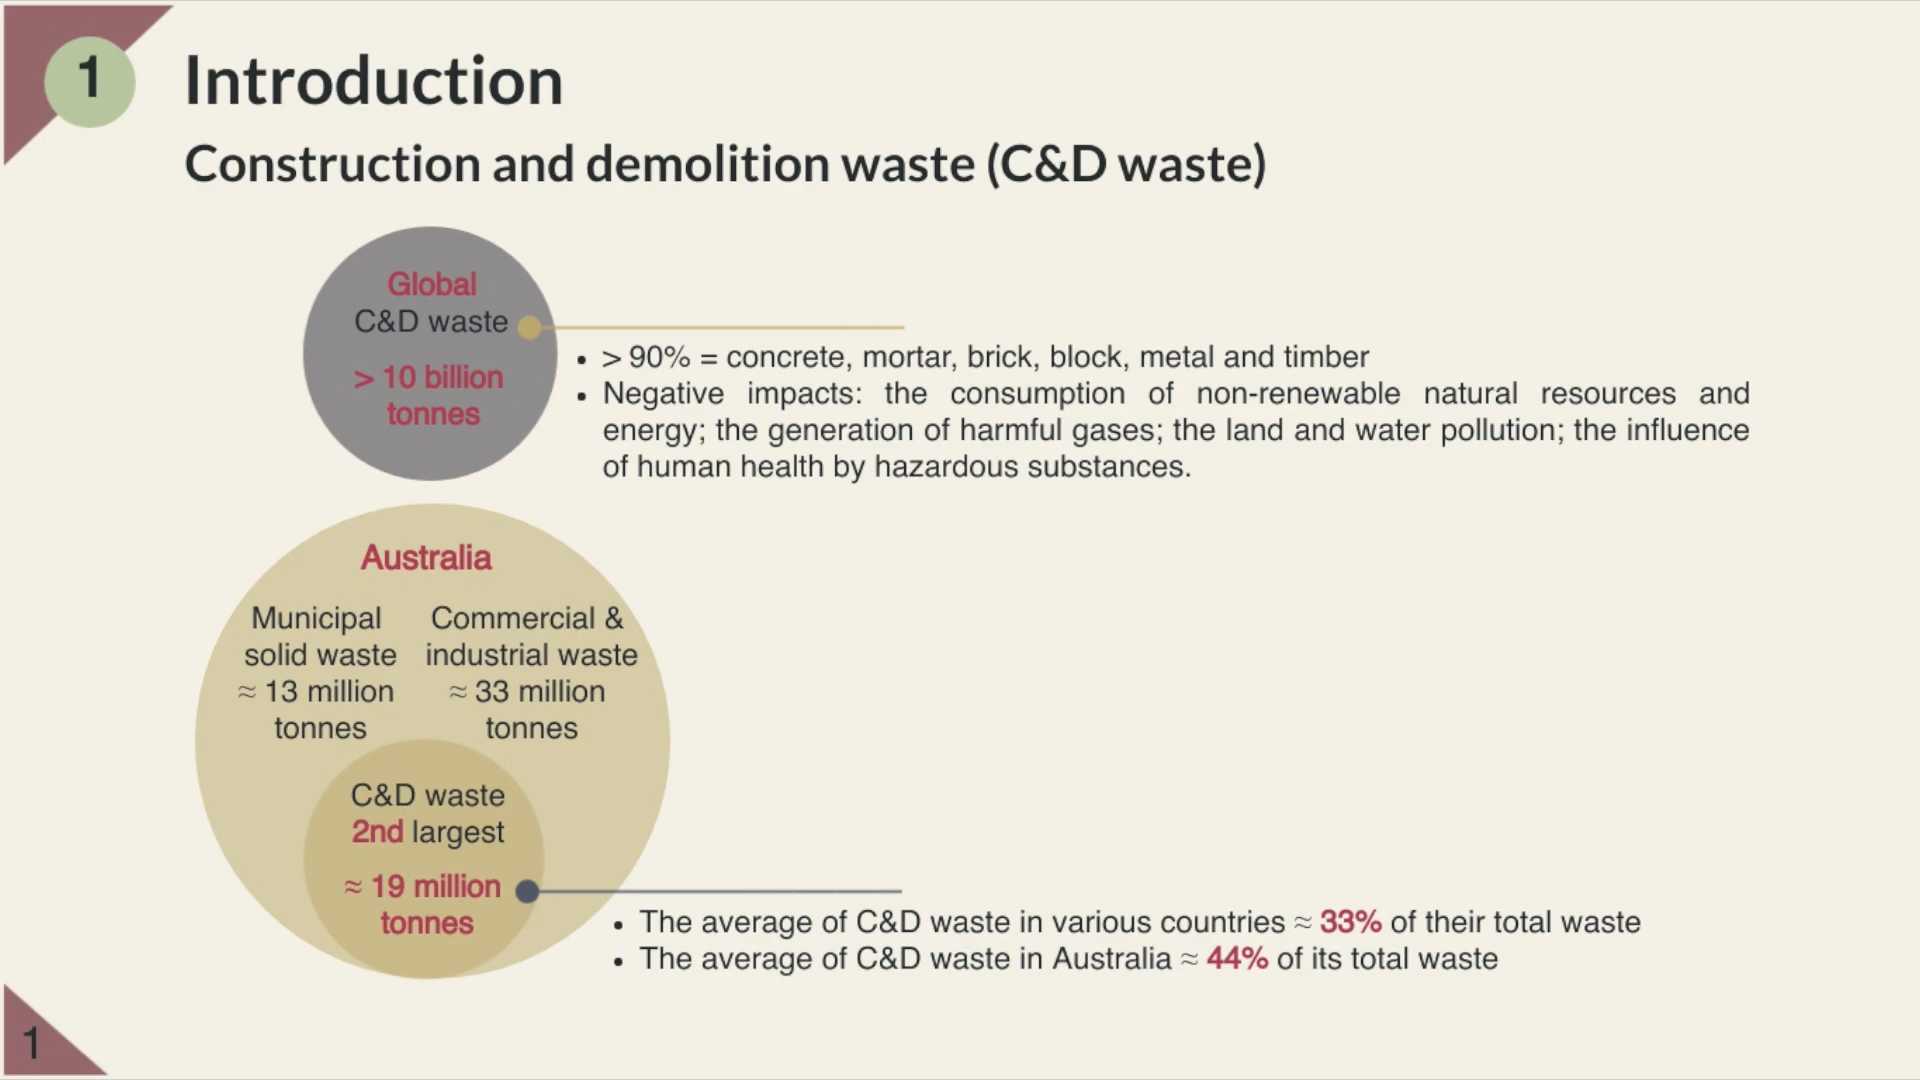 1
Introduction
Construction and demolition waste (C&D waste)
Global
C&D waste
> 10 billion
tonnes
• > 90% = concrete, mortar, brick, block, metal and timber
• Negative impacts: the consumption of non-renewable natural resources and
energy; the generation of harmful gases; the land and water pollution; the influence
of human health by hazardous substances.
Australia
Municipal
solid waste
≈ 13 million
tonnes
Commercial &
industrial waste
≈ 33 million
tonnes
C&D waste
2nd largest
≈ 19 million
tonnes
• The average of C&D waste in various countries ≈ 33% of their total waste
• The average of C&D waste in Australia ≈ 44% of its total waste
1